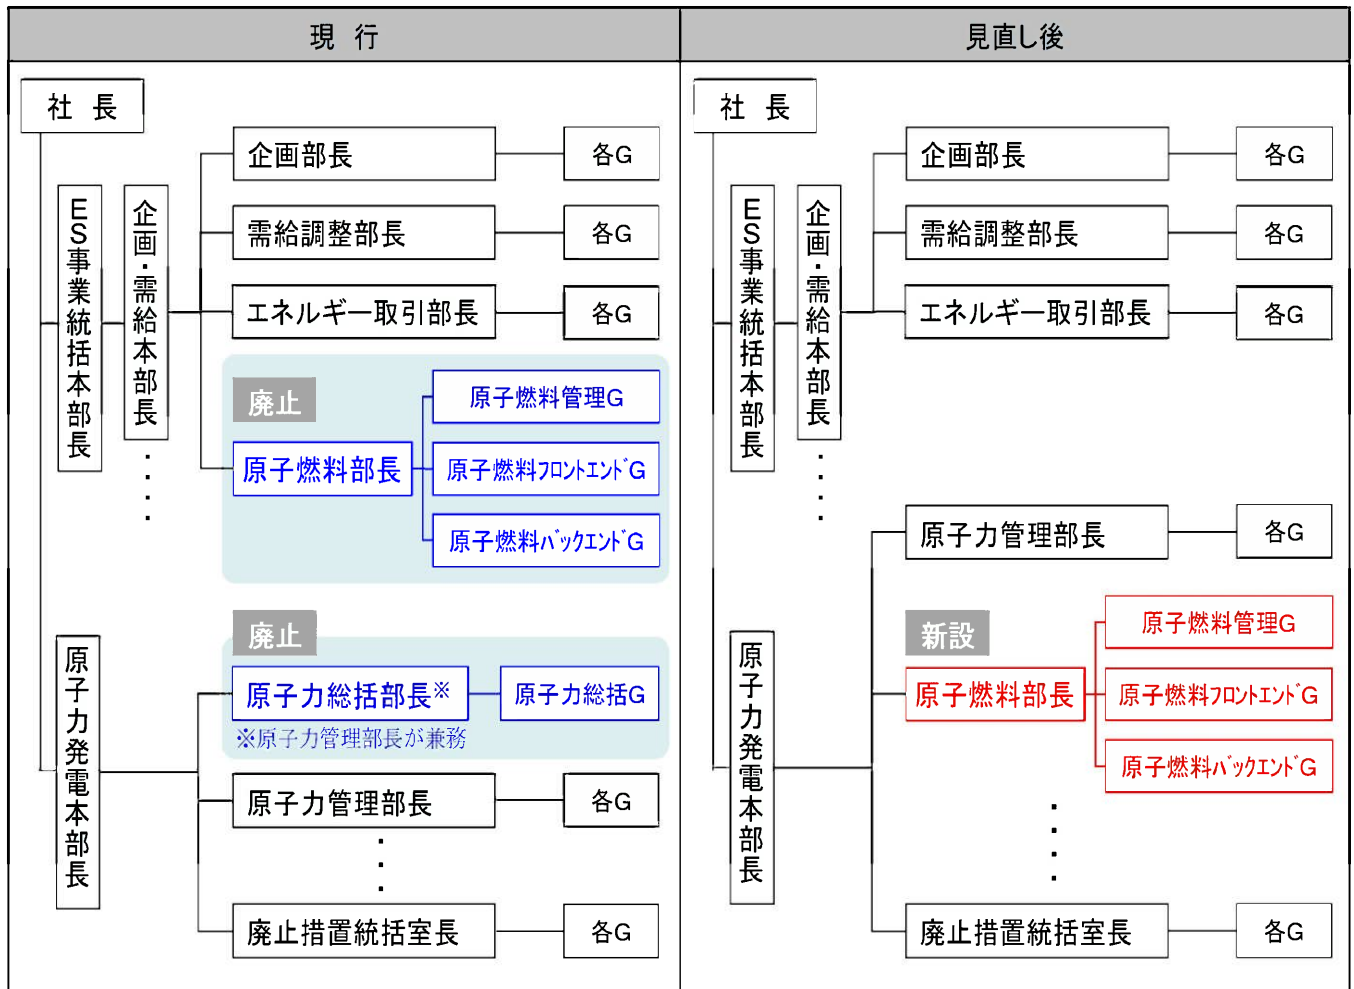 現 行
社 長
ES事業統括本部長
企画・需給本部長
企画部長
各G
需給調整部長
各G
エネルギー取引部長
各G
廃止
原子燃料部長
原子燃料管理G
原子燃料ﾌﾛﾝﾄｴﾝﾄﾞG
原子燃料ﾊﾞｯｸｴﾝﾄﾞG
原子力発電本部長
廃止
原子力総括部長※
原子力総括G
※原子力管理部長が兼務
原子力管理部長
各G
廃止措置統括室長
各G
見直し後
社 長
ES事業統括本部長
企画・需給本部長
企画部長
各G
需給調整部長
各G
エネルギー取引部長
各G
原子力発電本部長
原子力管理部長
各G
新設
原子燃料部長
原子燃料管理G
原子燃料ﾌﾛﾝﾄｴﾝﾄﾞG
原子燃料ﾊﾞｯｸｴﾝﾄﾞG
廃止措置統括室長
各G